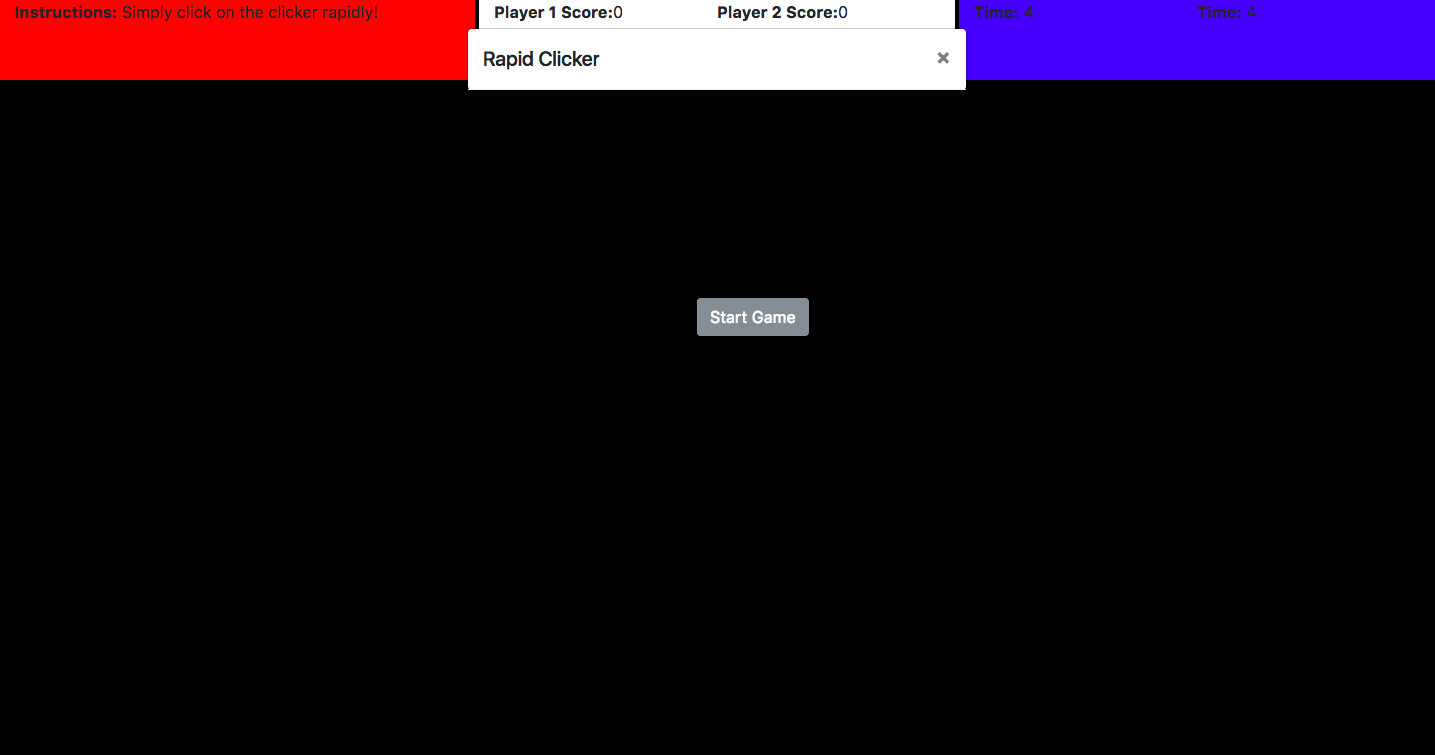 Instructions: Simply click on the clicker rapidly!
Player 1 Score:0
Player 2 Score:0
Time: 4
Time: 4
Rapid Clicker
×
Start Game